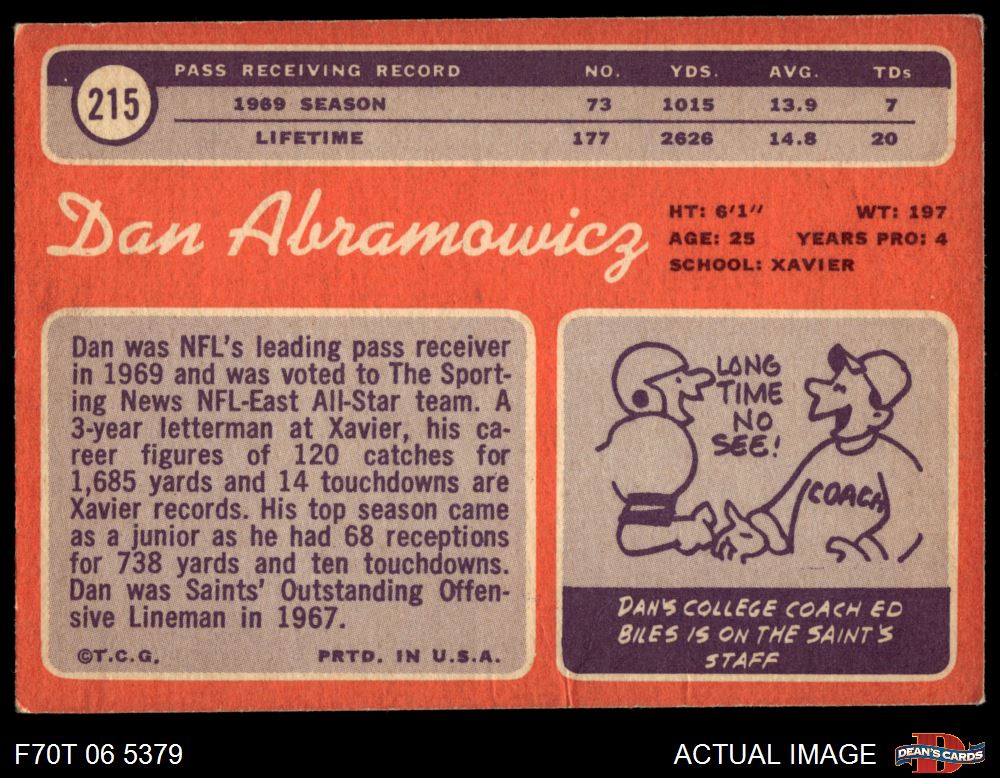 215
PASS RECEIVING RECORD NO. YDS. AVG. TDs
1969 SEASON 73 1015 13.9 7
LIFETIME 177 2626 14.8 20
Dan Abramowicz
HT: 6'1" WT: 197
AGE: 25 YEARS PRO: 4
SCHOOL: XAVIER
Dan was NFL's leading pass receiver
in 1969 and was voted to The Sport-
ing News NFL-East All-Star team. A
3-year letterman at Xavier, his ca-
reer figures of 120 catches for
1,685 yards and 14 touchdowns are
Xavier records. His top season came
as a junior as he had 68 receptions
for 738 yards and ten touchdowns.
Dan was Saints' Outstanding Offen-
sive Lineman in 1967.
©T.C.G. PRTD. IN U.S.A.
LONG
TIME
NO
SEE!
COACH
DAN'S COLLEGE COACH ED
BILES IS ON THE SAINT'S
STAFF
F70T 06 5379
ACTUAL IMAGE
D
DEAN'S CARDS